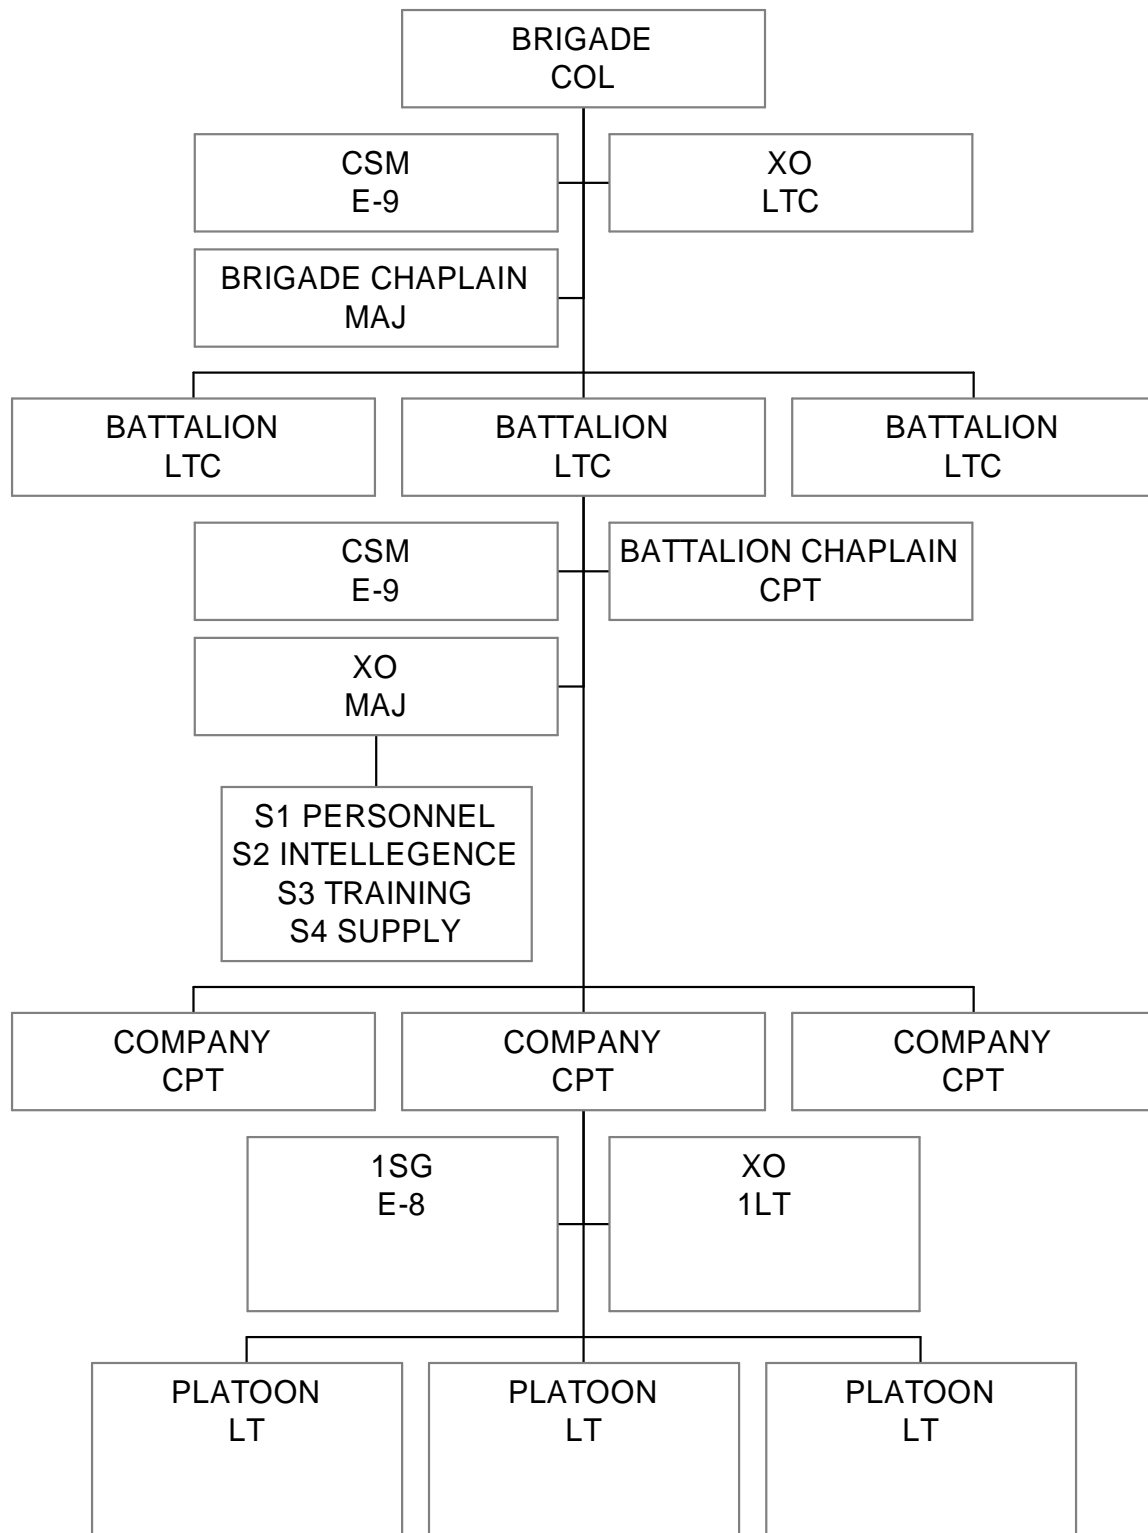 BRIGADE
COL
CSM
E-9
XO
LTC
BRIGADE CHAPLAIN
MAJ
BATTALION
LTC
BATTALION
LTC
BATTALION
LTC
CSM
E-9
BATTALION CHAPLAIN
CPT
XO
MAJ
S1 PERSONNEL
S2 INTELLEGENCE
S3 TRAINING
S4 SUPPLY
COMPANY
CPT
COMPANY
CPT
COMPANY
CPT
1SG
E-8
XO
1LT
PLATOON
LT
PLATOON
LT
PLATOON
LT